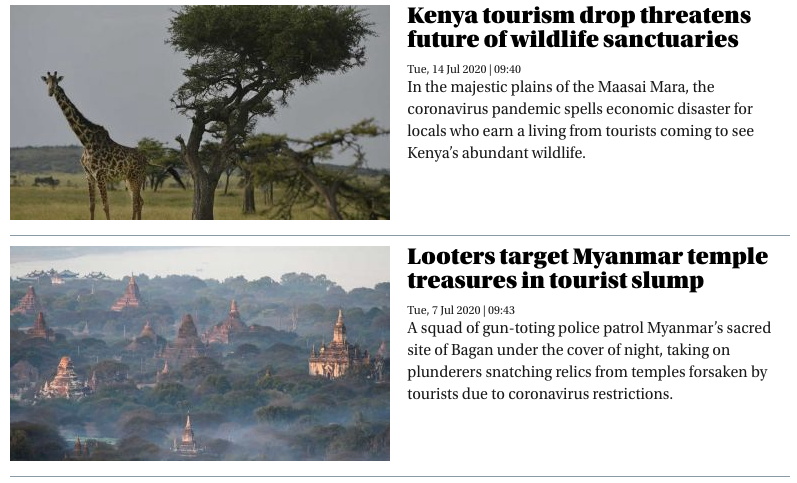 Kenya tourism drop threatens
future of wildlife sanctuaries
Tue, 14 Jul 2020 | 09:40
In the majestic plains of the Maasai Mara, the
coronavirus pandemic spells economic disaster for
locals who earn a living from tourists coming to see
Kenya’s abundant wildlife.
Looters target Myanmar temple
treasures in tourist slump
Tue, 7 Jul 2020 | 09:43
A squad of gun-toting police patrol Myanmar’s sacred
site of Bagan under the cover of night, taking on
plunderers snatching relics from temples forsaken by
tourists due to coronavirus restrictions.